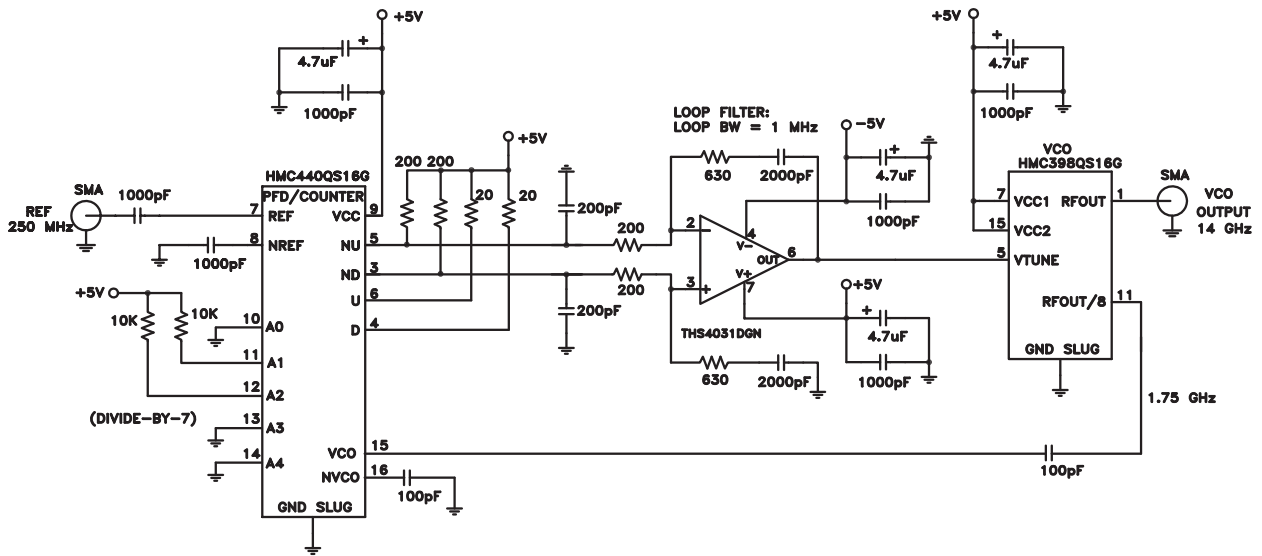 +5V
+
4.7uF
1000pF
HMC440QS16G
PFD/COUNTER
SMA
1000pF
REF
250 MHz
7
REF
8
NREF
1000pF
+5V
10K
10K
10
A0
11
A1
12
A2
(DIVIDE-BY-7)
13
A3
14
A4
VCC
9
NU
5
ND
3
U
6
D
4
VCO
15
NVCO
16
100pF
GND SLUG
200 200
20
20
+5V
200pF
200pF
200
200
LOOP FILTER:
LOOP BW = 1 MHz
630
2000pF
2
-
4
V-
OUT
6
V+
7
3
+
THS4031DGN
630
2000pF
-5V
+
4.7uF
1000pF
+5V
+
4.7uF
1000pF
+5V
+
4.7uF
1000pF
VCO
HMC398QS16G
7
VCC1
15
VCC2
5
VTUNE
RFOUT
1
RFOUT/8
11
GND SLUG
SMA
VCO
OUTPUT
14 GHz
1.75 GHz
100pF